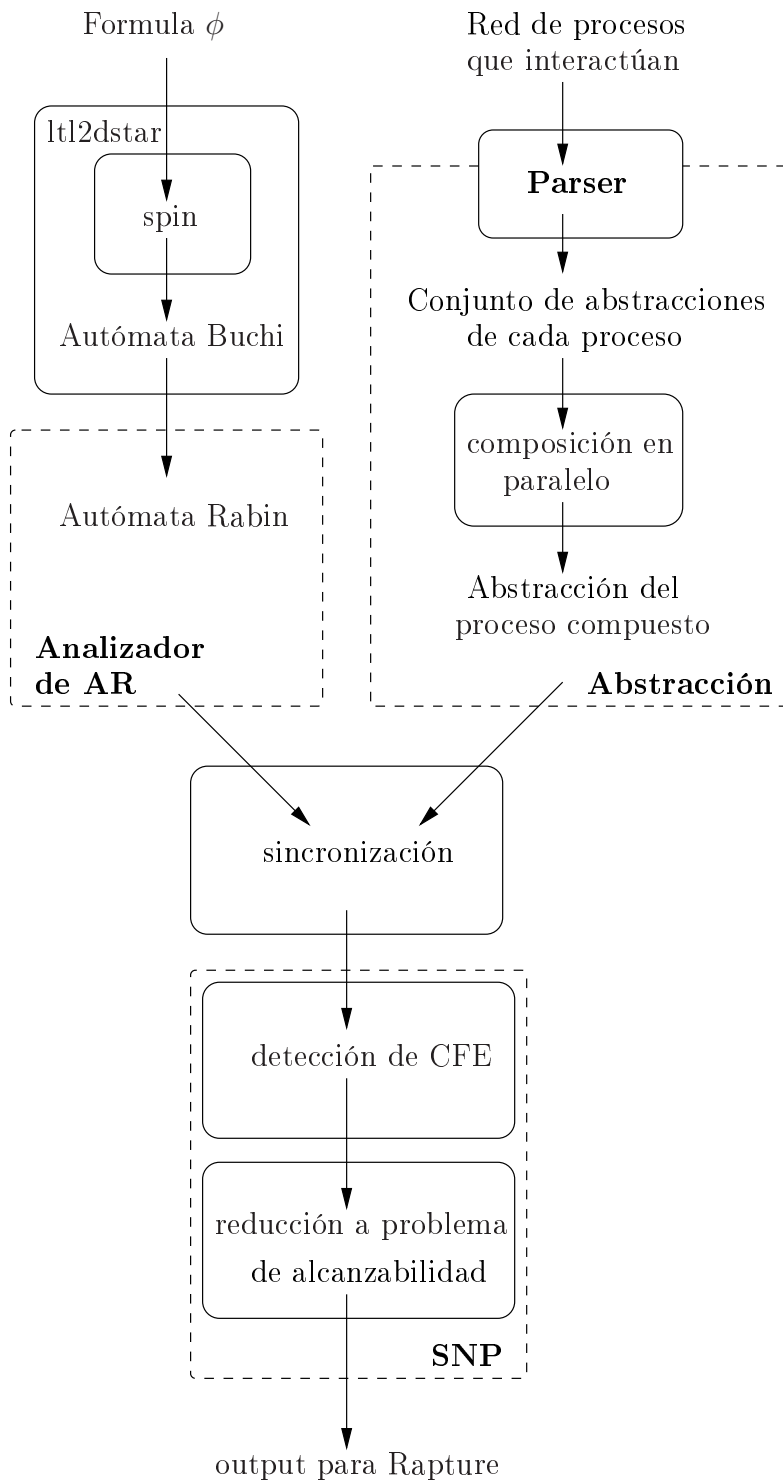 Formula ϕ
ltl2dstar
spin
Autómata Buchi
Autómata Rabin
Analizador
de AR
Red de procesos
que interactúan
Parser
Conjunto de abstracciones
de cada proceso
composición en
paralelo
Abstracción del
proceso compuesto
Abstracción
sincronización
detección de CFE
reducción a problema
de alcanzabilidad
SNP
output para Rapture